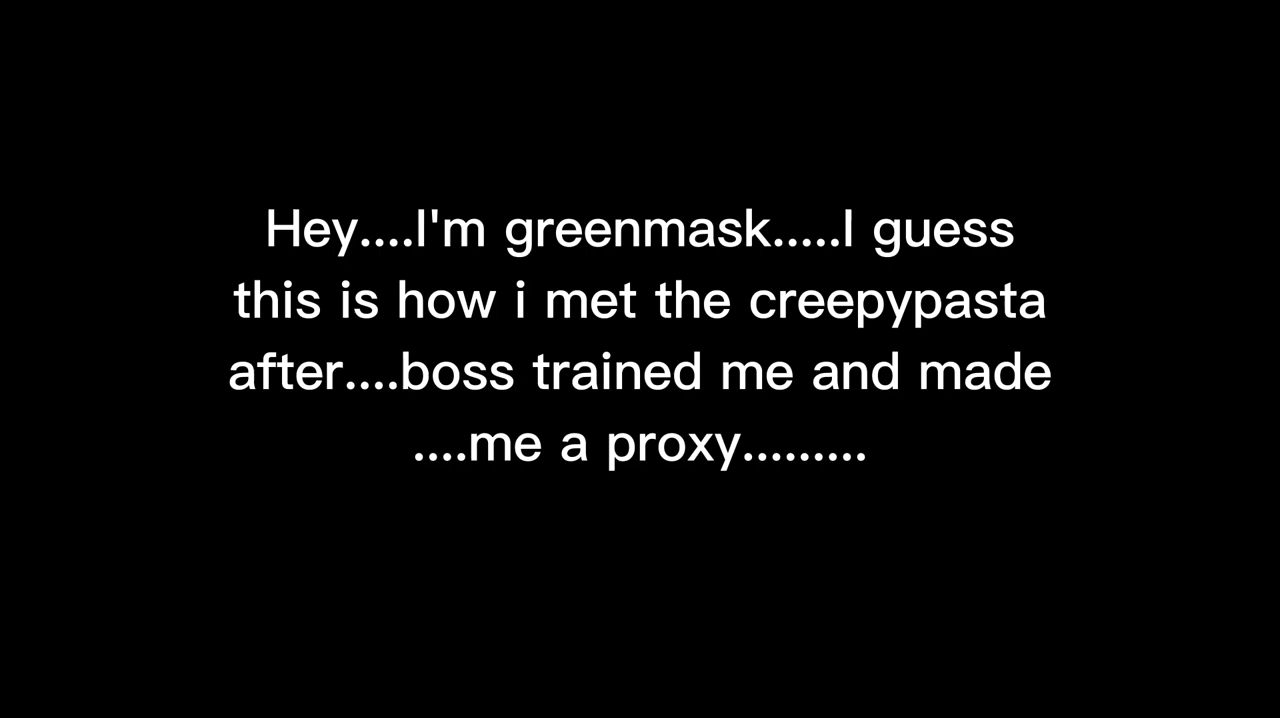 Hey....I'm greenmask.....I guess
this is how i met the creepypasta
after....boss trained me and made
....me a proxy.........